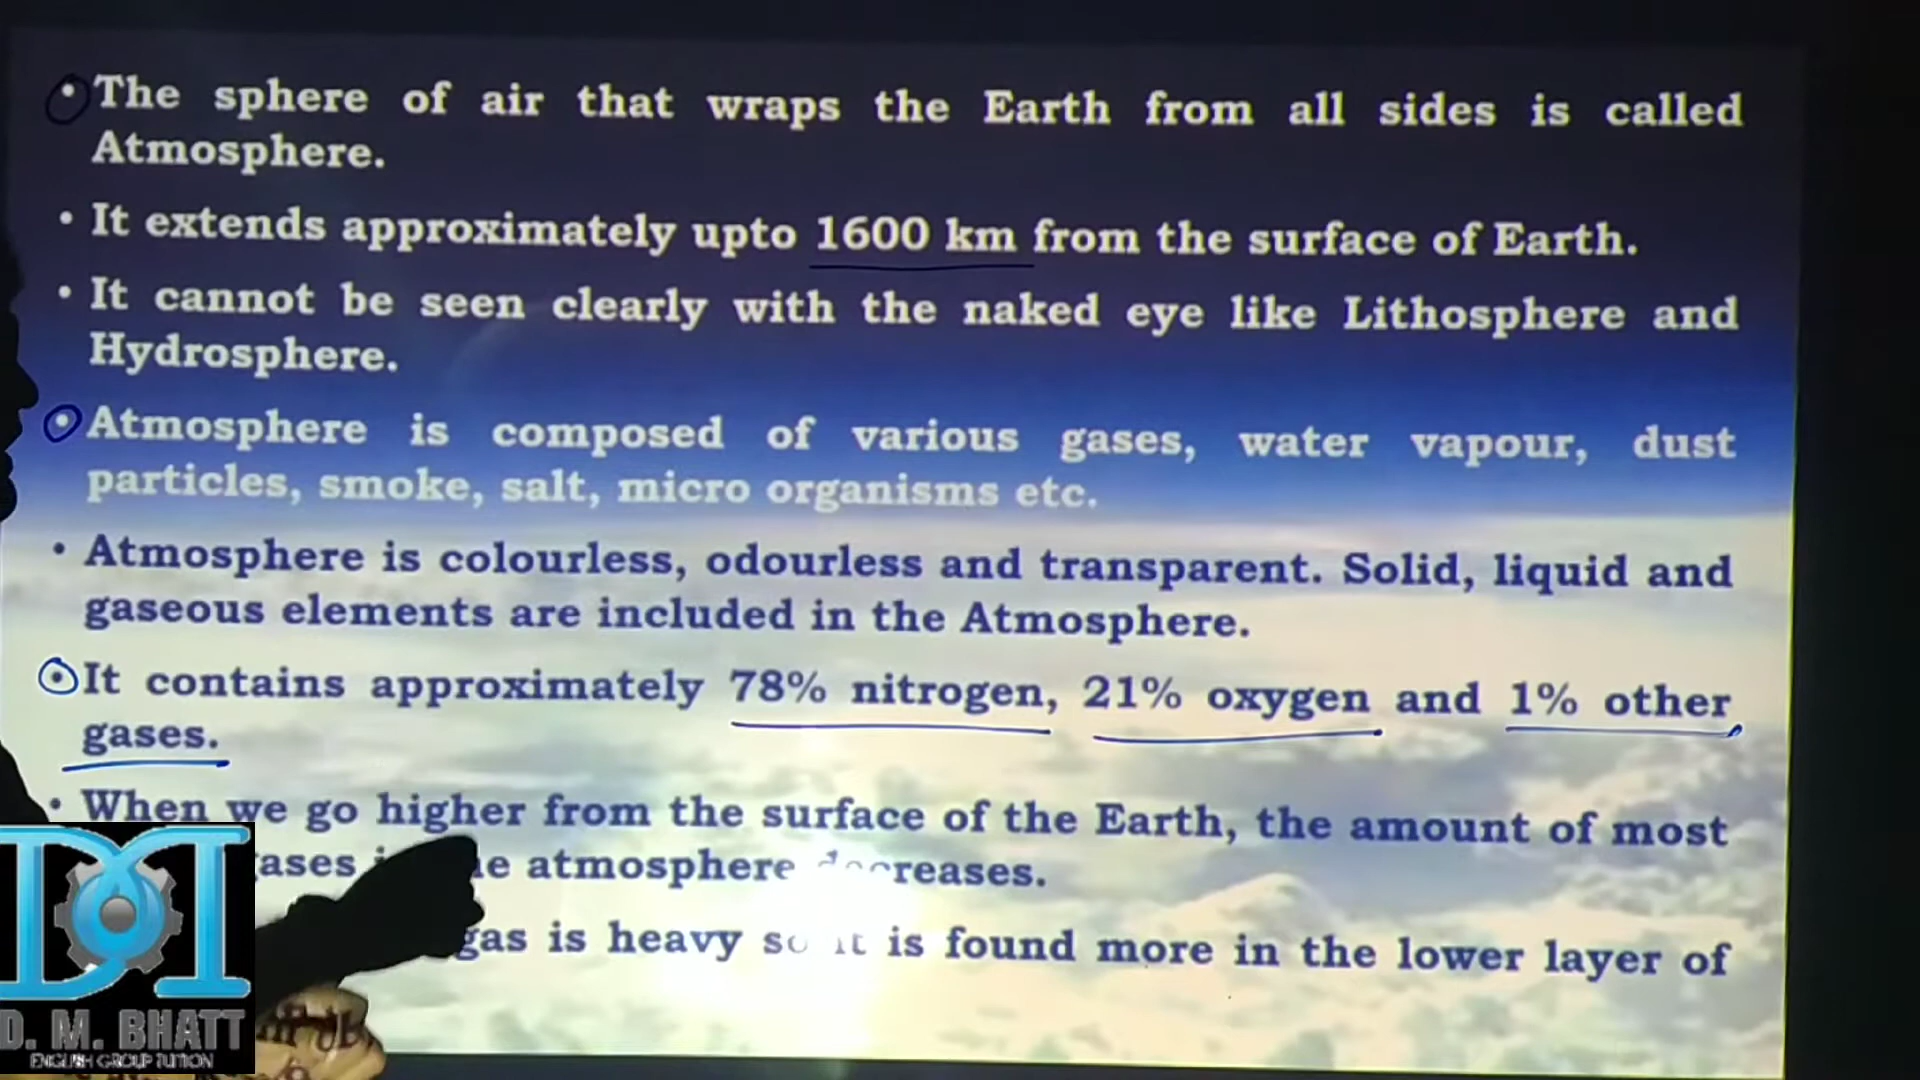 • The sphere of air that wraps the Earth from all sides is called
Atmosphere.
• It extends approximately upto 1600 km from the surface of Earth.
• It cannot be seen clearly with the naked eye like Lithosphere and
Hydrosphere.
• Atmosphere is composed of various gases, water vapour, dust
particles, smoke, salt, micro organisms etc.
• Atmosphere is colourless, odourless and transparent. Solid, liquid and
gaseous elements are included in the Atmosphere.
• It contains approximately 78% nitrogen, 21% oxygen and 1% other
gases.
• When we go higher from the surface of the Earth, the amount of most
atmosphere
gas is heavy so it is found more in the lower layer of
D. M. BHATT
ENGLISH GROUP TUITION